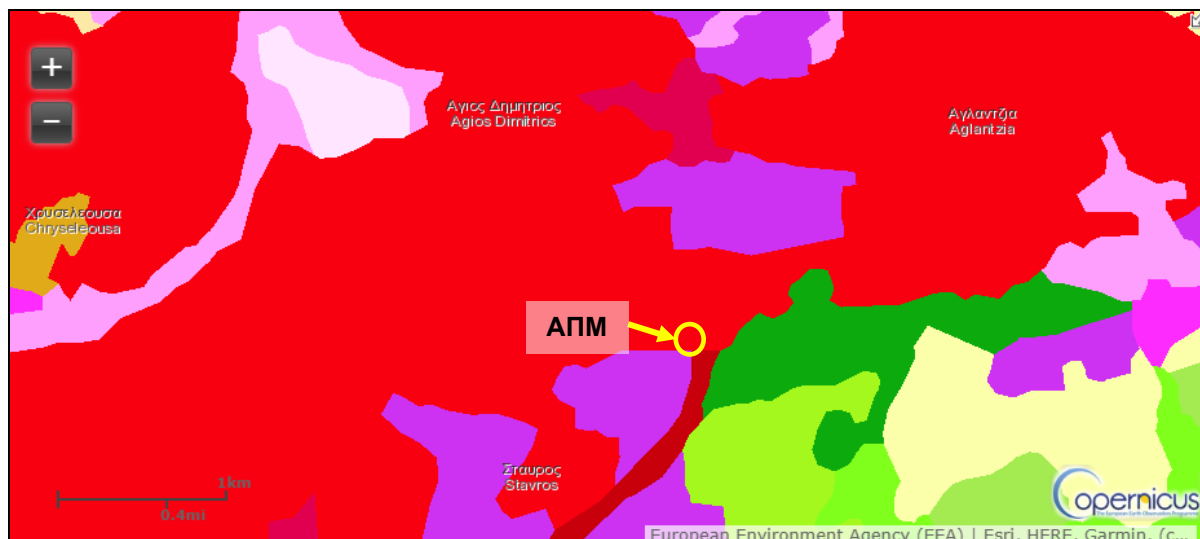 +
−
Άγιος Δημητριος
Agios Dimitrios
Αγλαντζια
Aglantzia
Χρυσελεουσα
Chryseleousa
ΑΠΜ
Σταυρος
Stavros
1km
0.4mi
opernicus
European Environment Agency (EEA) | Esri, HERE, Garmin, (c...